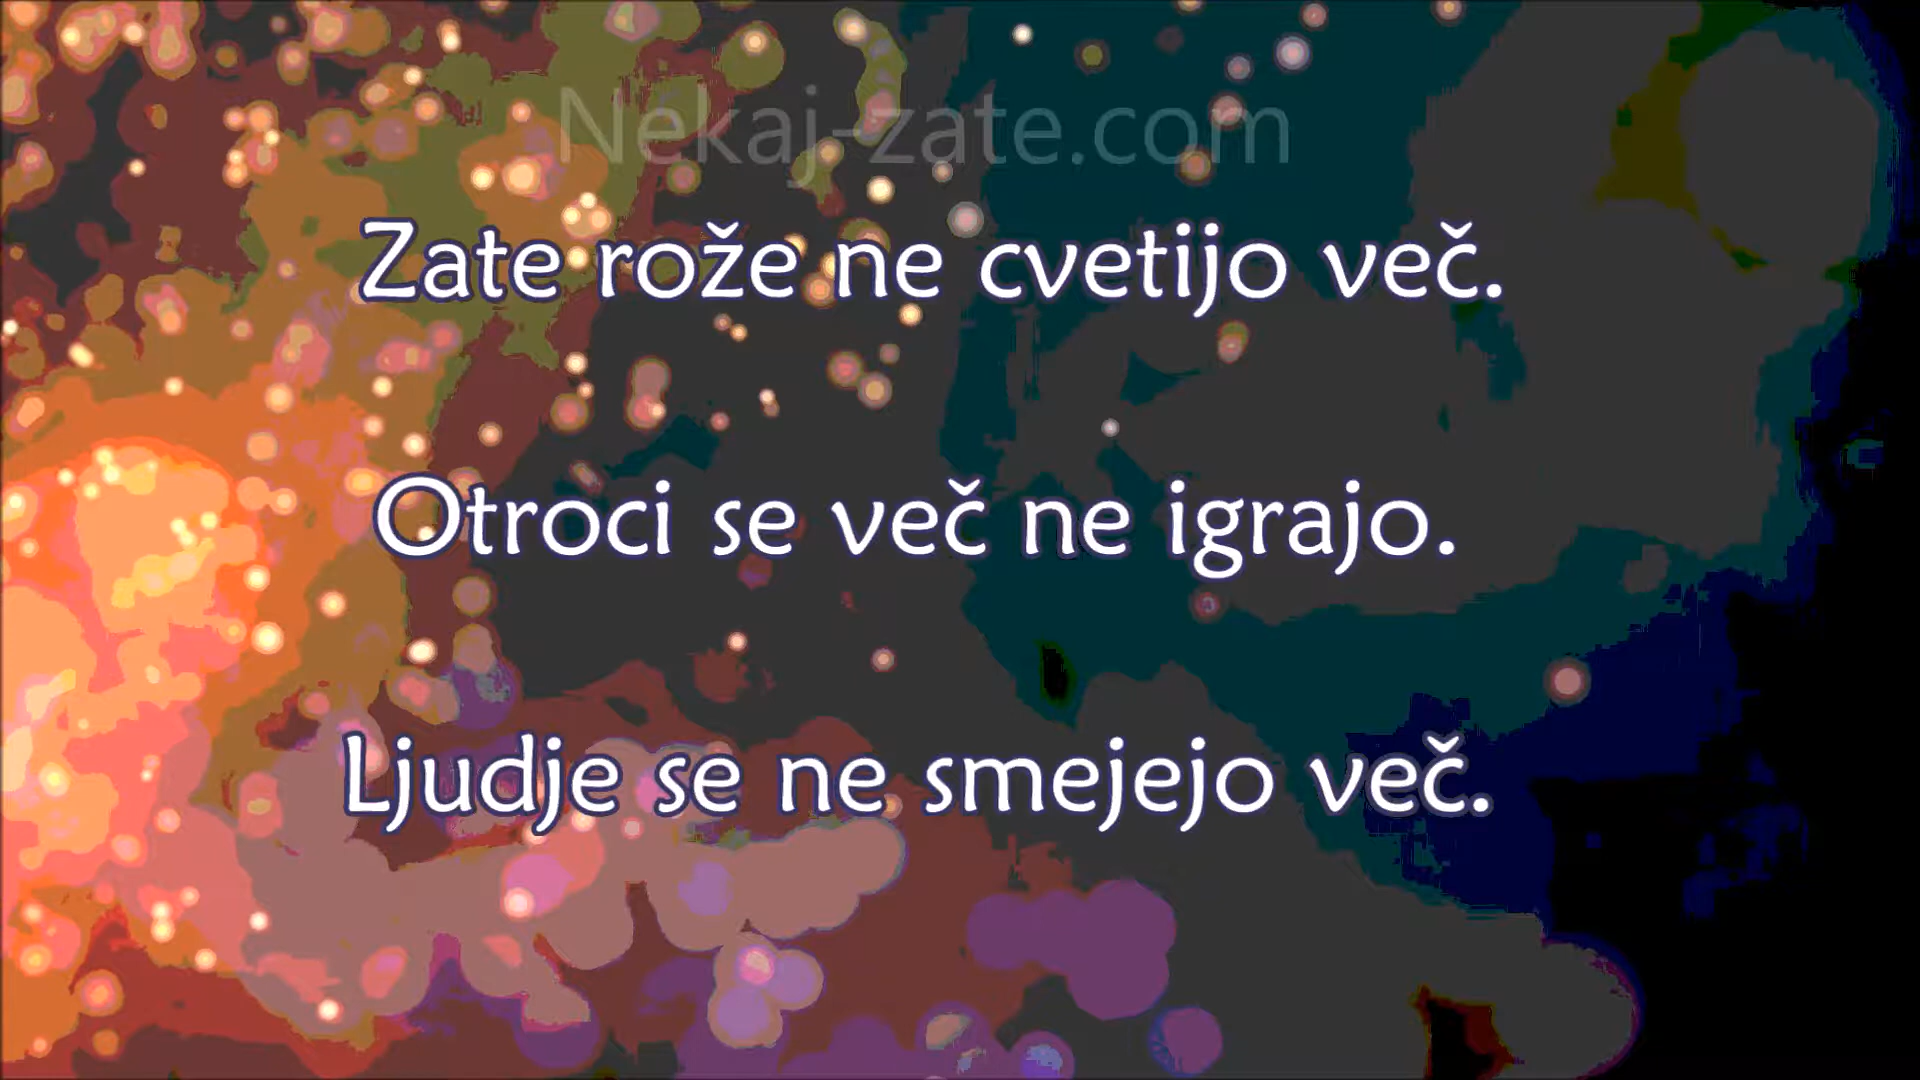 Nekaj-zate.com
Zate rože ne cvetijo več.
Otroci se več ne igrajo.
Ljudje se ne smejejo več.